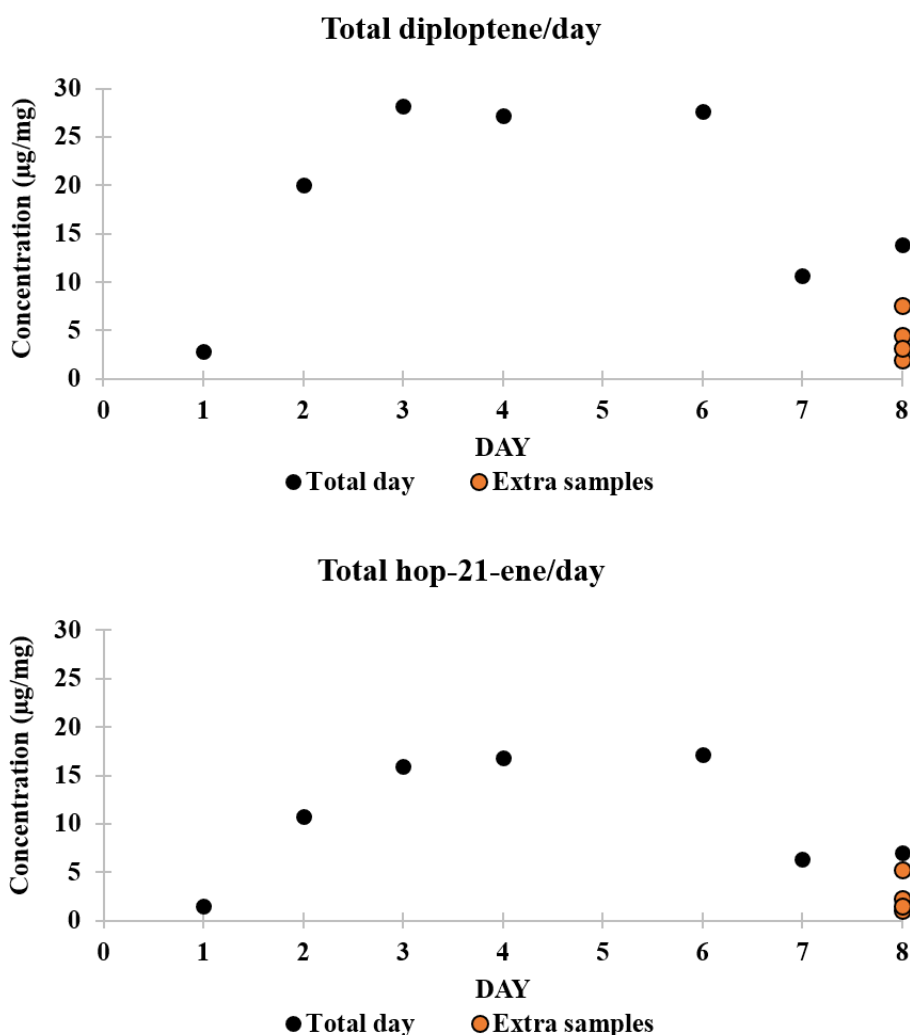 Total diploptene/day
Concentration (µg/mg)
30
25
20
15
10
5
0
0 1 2 3 4 5 6 7 8
DAY
Total day Extra samples
Total hop-21-ene/day
Concentration (µg/mg)
30
25
20
15
10
5
0
0 1 2 3 4 5 6 7 8
DAY
Total day Extra samples